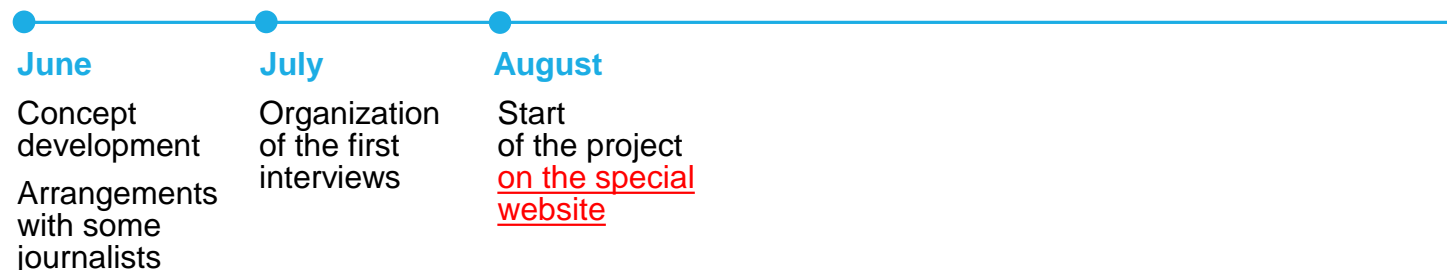 June
Concept
development
Arrangements
with some
journalists
July
Organization
of the first
interviews
August
Start
of the project
on the special
website